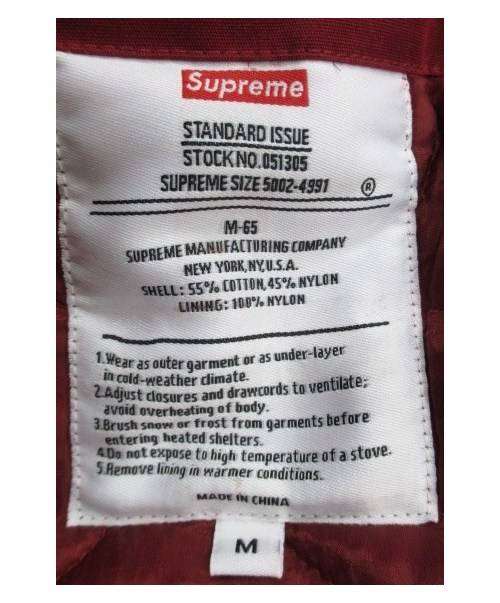 Supreme
STANDARD ISSUE
STOCK NO. 051305
SUPREME SIZE 5002-4991 ®
M-65
SUPREME MANUFACTURING COMPANY
NEW YORK, NY, U.S.A.
SHELL: 55% COTTON, 45% NYLON
LINING: 100% NYLON
1.Wear as outer garment or as under-layer
in cold-weather climate.
2.Adjust closures and drawcords to ventilate;
avoid overheating of body.
3.Brush snow or frost from garments before
entering heated shelters.
4.Do not expose to high temperature of a stove.
5.Remove lining in warmer conditions.
MADE IN CHINA
M